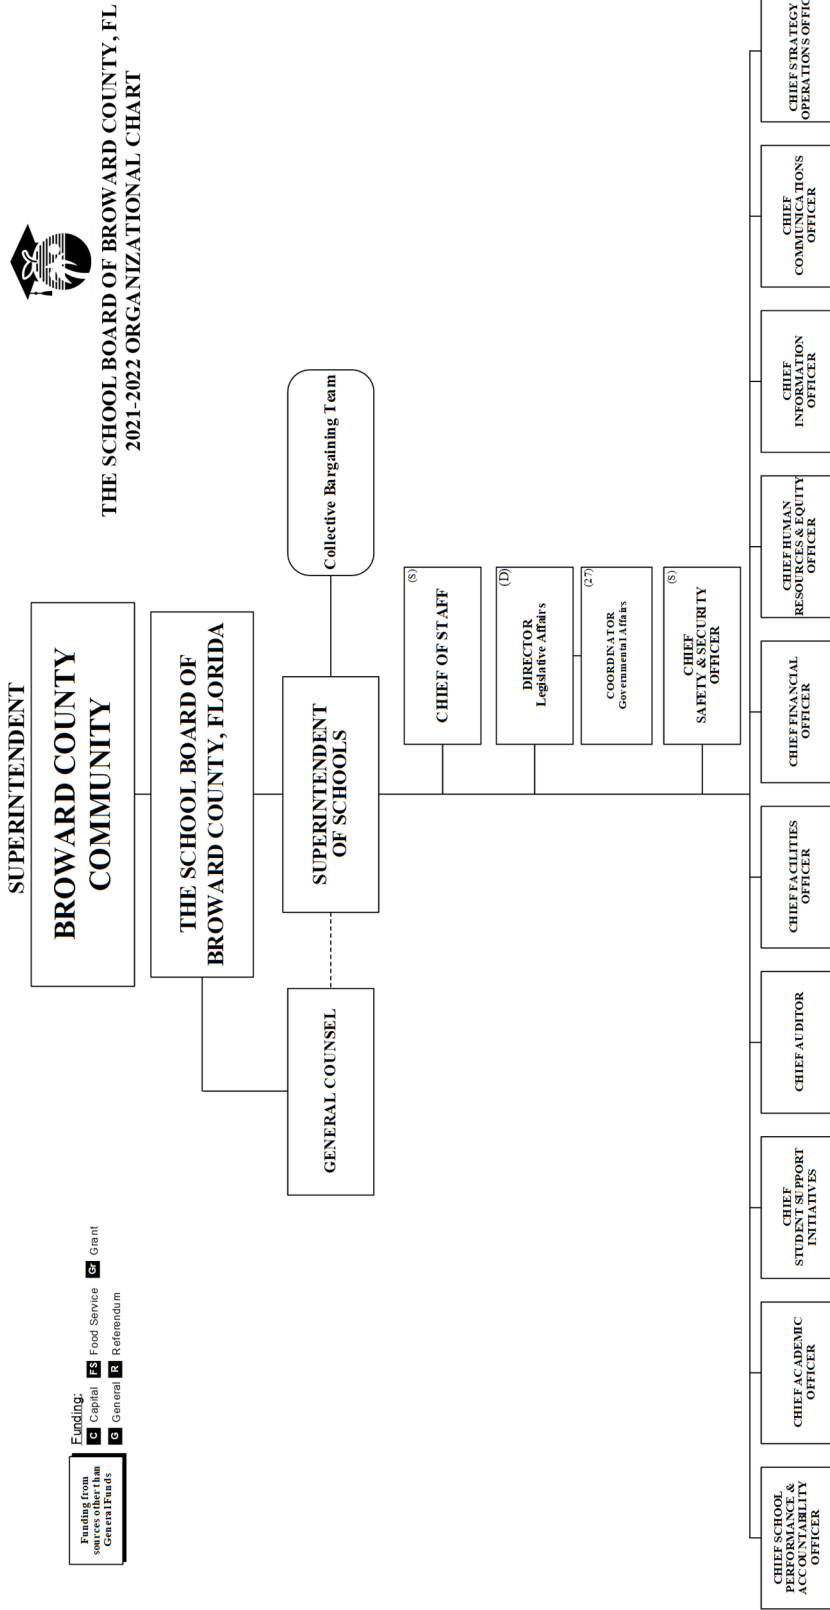 SUPERINTENDENT
THE SCHOOL BOARD OF BROWARD COUNTY, FL
2021-2022 ORGANIZATIONAL CHART
Funding from
sources other than
General Funds
Funding:
C Capital FS Food Service Gr Grant
G General R Referendum
BROWARD COUNTY
COMMUNITY
THE SCHOOL BOARD OF
BROWARD COUNTY, FLORIDA
GENERAL COUNSEL
SUPERINTENDENT
OF SCHOOLS
Collective Bargaining Team
(S)
CHIEF OF STAFF
(D)
DIRECTOR
Legislative Affairs
(27)
COORDINATOR
Governmental Affairs
(S)
CHIEF
SAFETY & SECURITY
OFFICER
CHIEF SCHOOL
PERFORMANCE &
ACCOUNTABILITY
OFFICER
CHIEF ACADEMIC
OFFICER
CHIEF
STUDENT SUPPORT
INITIATIVES
CHIEF AUDITOR
CHIEF FACILITIES
OFFICER
CHIEF FINANCIAL
OFFICER
CHIEF HUMAN
RESOURCES & EQUITY
OFFICER
CHIEF
INFORMATION
OFFICER
CHIEF
COMMUNICATIONS
OFFICER
CHIEF STRATEGY
OPERATIONS